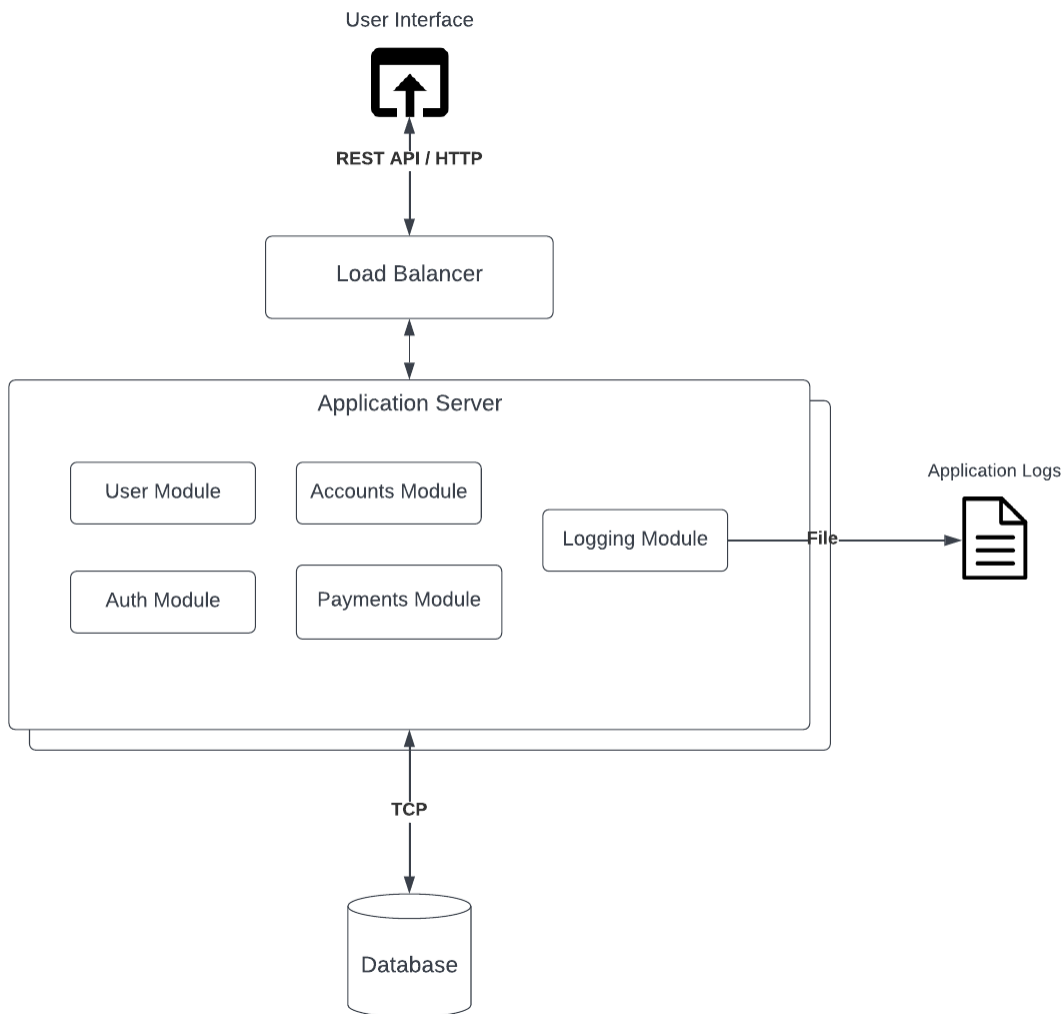 User Interface
REST API / HTTP
Load Balancer
Application Server
User Module
Accounts Module
Logging Module
File
Application Logs
Auth Module
Payments Module
TCP
Database